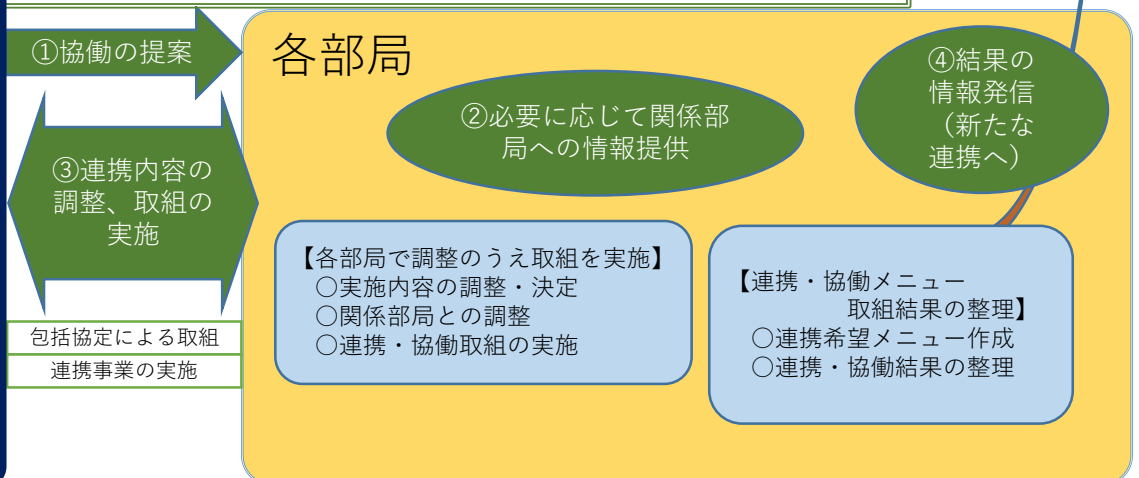 ①協働の提案
各部局
②必要に応じて関係部
局への情報提供
④結果の
情報発信
（新たな
連携へ）
③連携内容の
調整、取組の
実施
包括協定による取組
連携事業の実施
【各部局で調整のうえ取組を実施】
○実施内容の調整・決定
○関係部局との調整
○連携・協働取組の実施
【連携・協働メニュー
取組結果の整理】
○連携希望メニュー作成
○連携・協働結果の整理